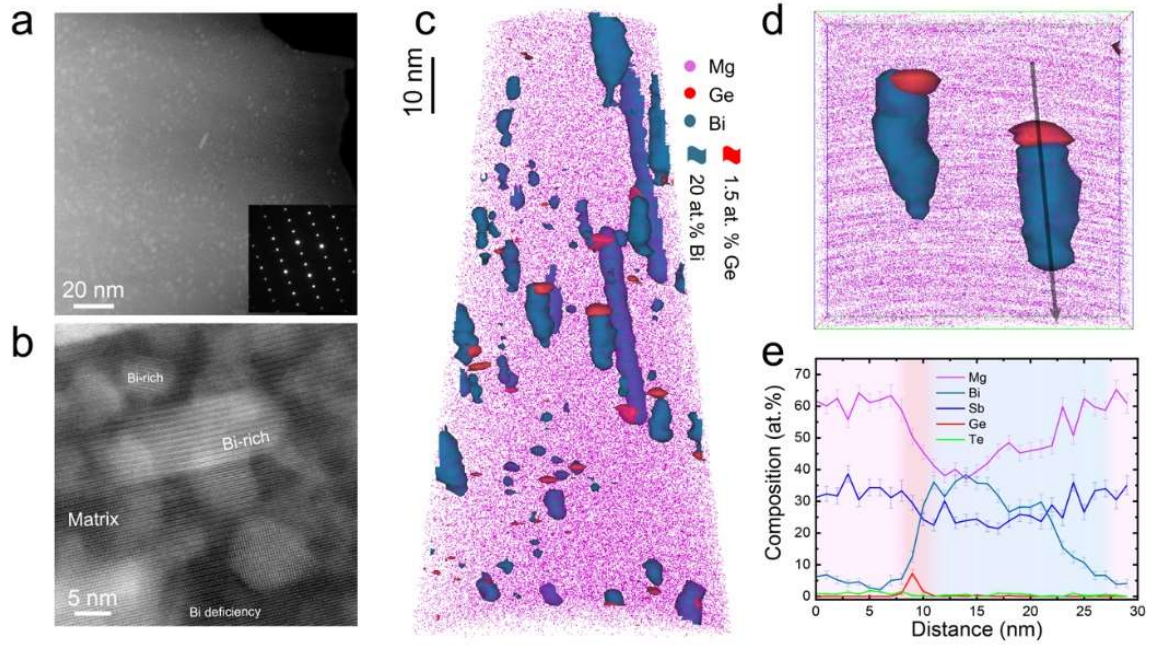 a
20 nm
b
Bi-rich
Bi-rich
Matrix
Bi deficiency
5 nm
c
10 nm
Mg
Ge
Bi
1.5 at. % Ge
20 at.% Bi
d
e
70
60
50
40
30
20
10
0
Composition (at.%)
Mg
Bi
Sb
Ge
Te
0 5 10 15 20 25 30
Distance (nm)